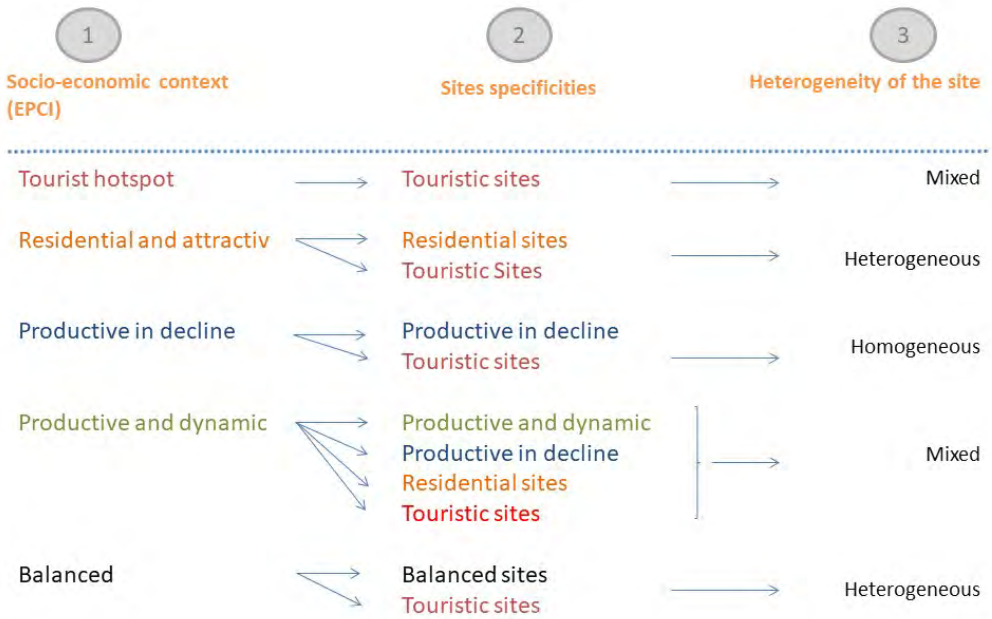 1
2
3
Socio-economic context
(EPCI)
Sites specificities
Heterogeneity of the site
Tourist hotspot
Touristic sites
Mixed
Residential and attractiv
Residential sites
Touristic Sites
Heterogeneous
Productive in decline
Productive in decline
Touristic sites
Homogeneous
Productive and dynamic
Productive and dynamic
Productive in decline
Residential sites
Touristic sites
Mixed
Balanced
Balanced sites
Touristic sites
Heterogeneous